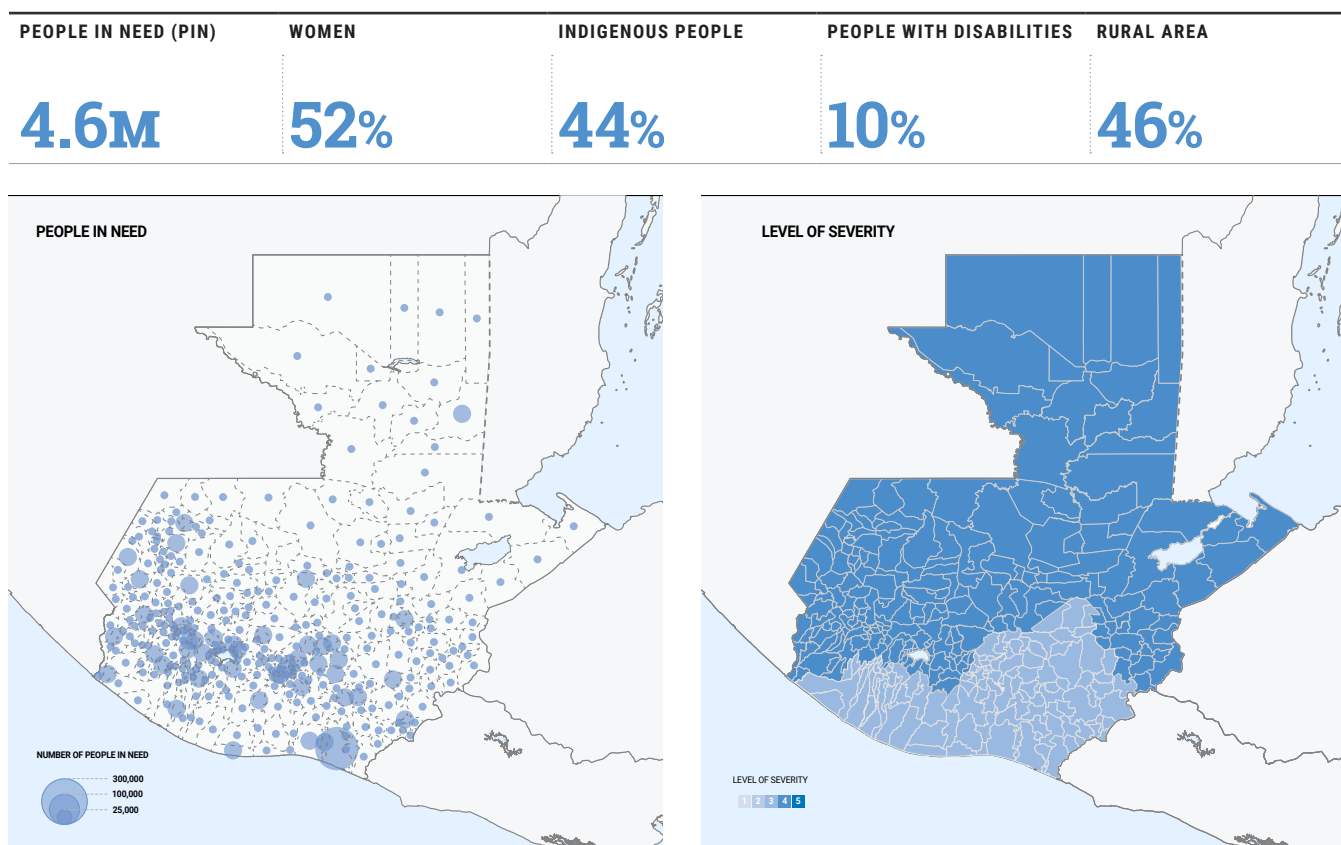 PEOPLE IN NEED (PIN)
WOMEN
INDIGENOUS PEOPLE
PEOPLE WITH DISABILITIES
RURAL AREA
4.6M
52%
44%
10%
46%
PEOPLE IN NEED
NUMBER OF PEOPLE IN NEED
300,000
100,000
25,000
LEVEL OF SEVERITY
LEVEL OF SEVERITY
1 2 3 4 5